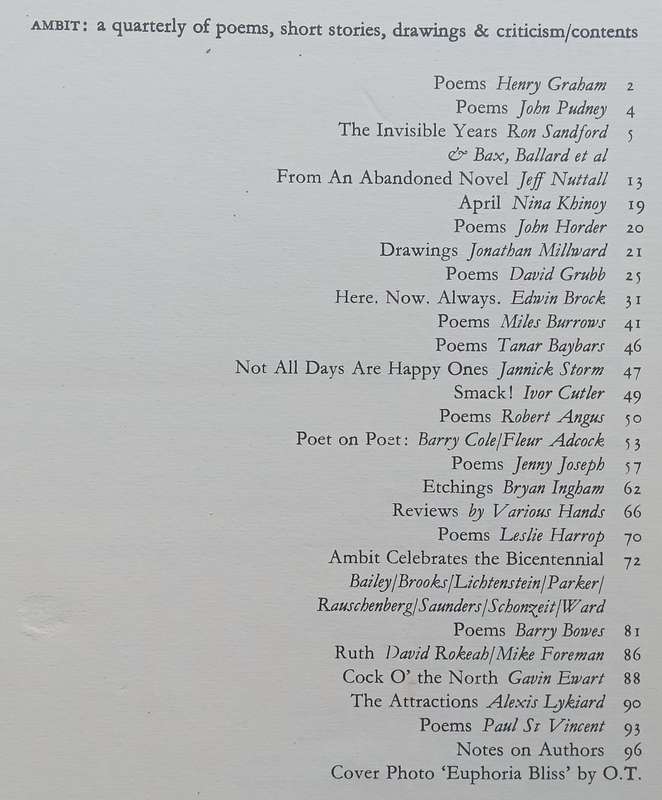 AMBIT: a quarterly of poems, short stories, drawings & criticism/contents
Poems Henry Graham 2
Poems John Pudney 4
The Invisible Years Ron Sandford 5
& Bax, Ballard et al
From An Abandoned Novel Jeff Nuttall 13
April Nina Khinoy 19
Poems John Horder 20
Drawings Jonathan Millward 21
Poems David Grubb 25
Here. Now. Always. Edwin Brock 31
Poems Miles Burrows 41
Poems Tanar Baybars 46
Not All Days Are Happy Ones Jannick Storm 47
Smack! Ivor Cutler 49
Poems Robert Angus 50
Poet on Poet: Barry Cole/Fleur Adcock 53
Poems Jenny Joseph 57
Etchings Bryan Ingham 62
Reviews by Various Hands 66
Poems Leslie Harrop 70
Ambit Celebrates the Bicentennial 72
Bailey/Brooks/Lichtenstein/Parker/
Rauschenberg/Saunders/Schonzeit/Ward
Poems Barry Bowes 81
Ruth David Rokeah/Mike Foreman 86
Cock O' the North Gavin Ewart 88
The Attractions Alexis Lykiard 90
Poems Paul St Vincent 93
Notes on Authors 96
Cover Photo ‘Euphoria Bliss’ by O.T.